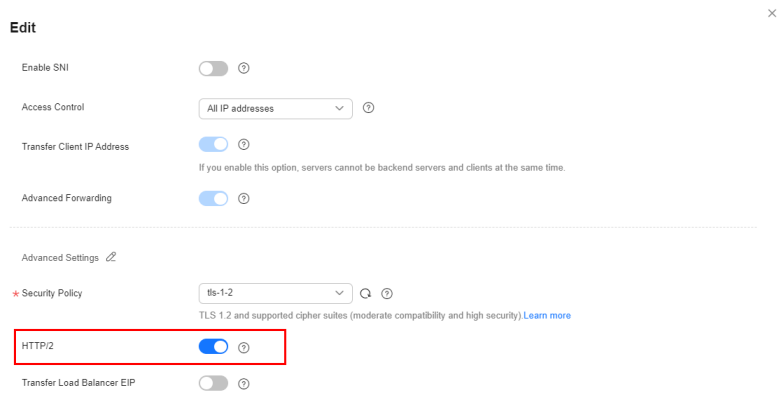 Edit
Enable SNI
Access Control All IP addresses
Transfer Client IP Address
If you enable this option, servers cannot be backend servers and clients at the same time.
Advanced Forwarding
Advanced Settings
* Security Policy tls-1-2
TLS 1.2 and supported cipher suites (moderate compatibility and high security).Learn more
HTTP/2
Transfer Load Balancer EIP